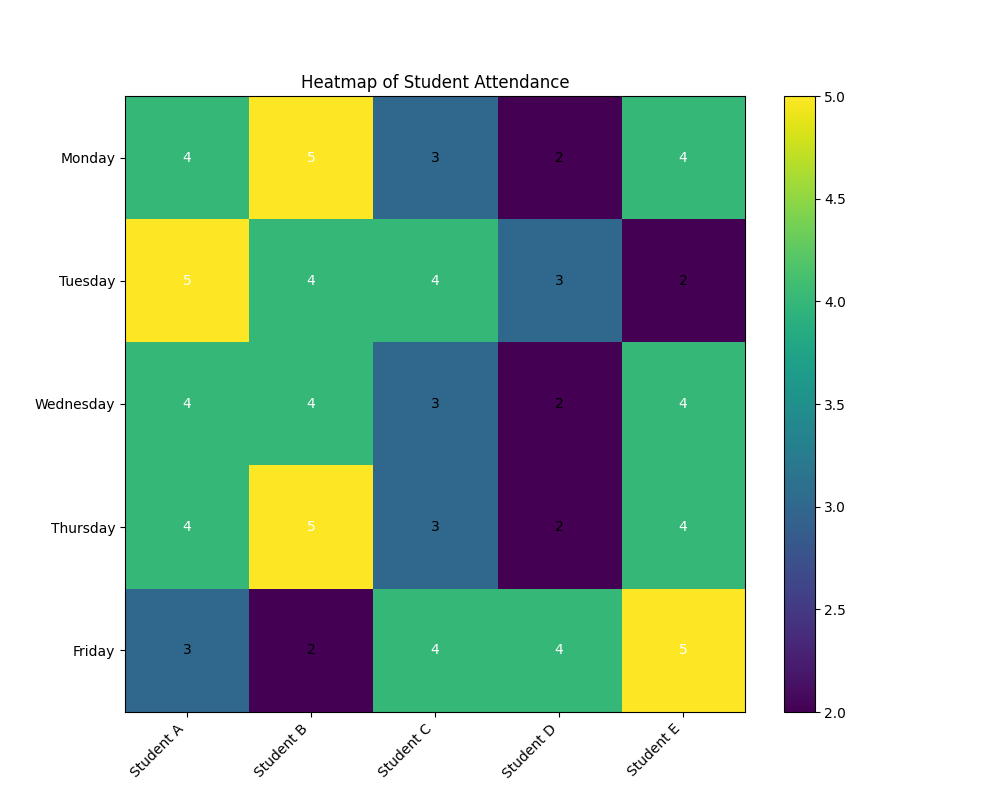 Heatmap of Student Attendance
Monday 4 5 3 2 4
Tuesday 5 4 4 3 2
Wednesday 4 4 3 2 4
Thursday 4 5 3 2 4
Friday 3 2 4 4 5
Student A Student B Student C Student D Student E
5.0
4.5
4.0
3.5
3.0
2.5
2.0